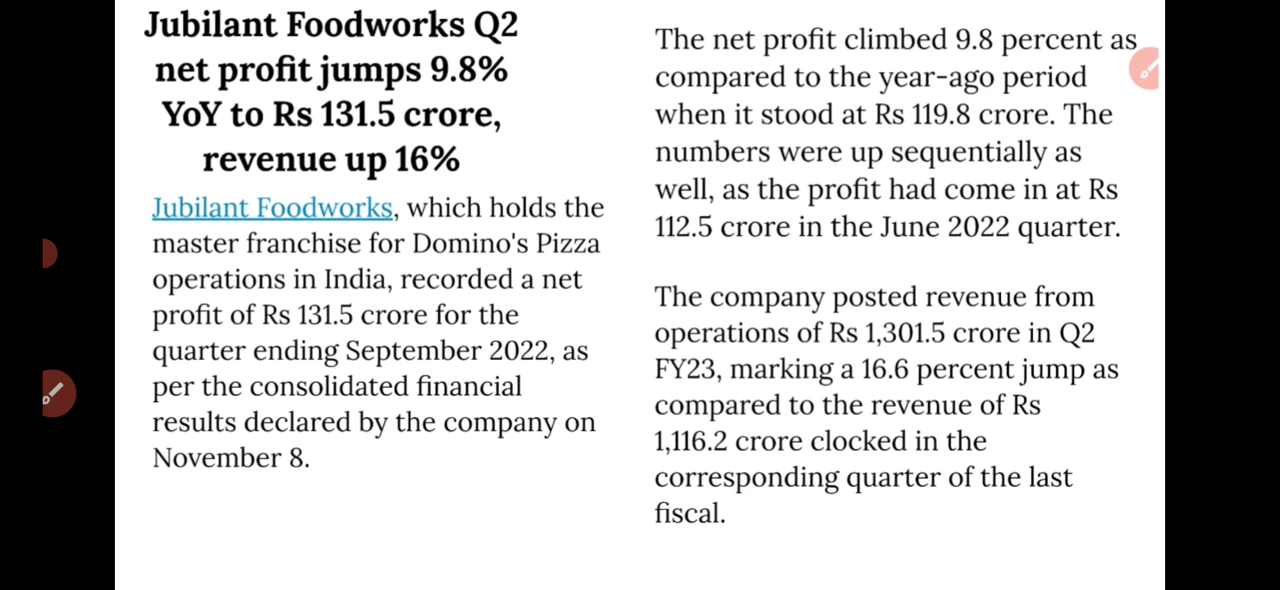 Jubilant Foodworks Q2
net profit jumps 9.8%
YoY to Rs 131.5 crore,
revenue up 16%
Jubilant Foodworks, which holds the
master franchise for Domino's Pizza
operations in India, recorded a net
profit of Rs 131.5 crore for the
quarter ending September 2022, as
per the consolidated financial
results declared by the company on
November 8.
The net profit climbed 9.8 percent as
compared to the year-ago period
when it stood at Rs 119.8 crore. The
numbers were up sequentially as
well, as the profit had come in at Rs
112.5 crore in the June 2022 quarter.
The company posted revenue from
operations of Rs 1,301.5 crore in Q2
FY23, marking a 16.6 percent jump as
compared to the revenue of Rs
1,116.2 crore clocked in the
corresponding quarter of the last
fiscal.